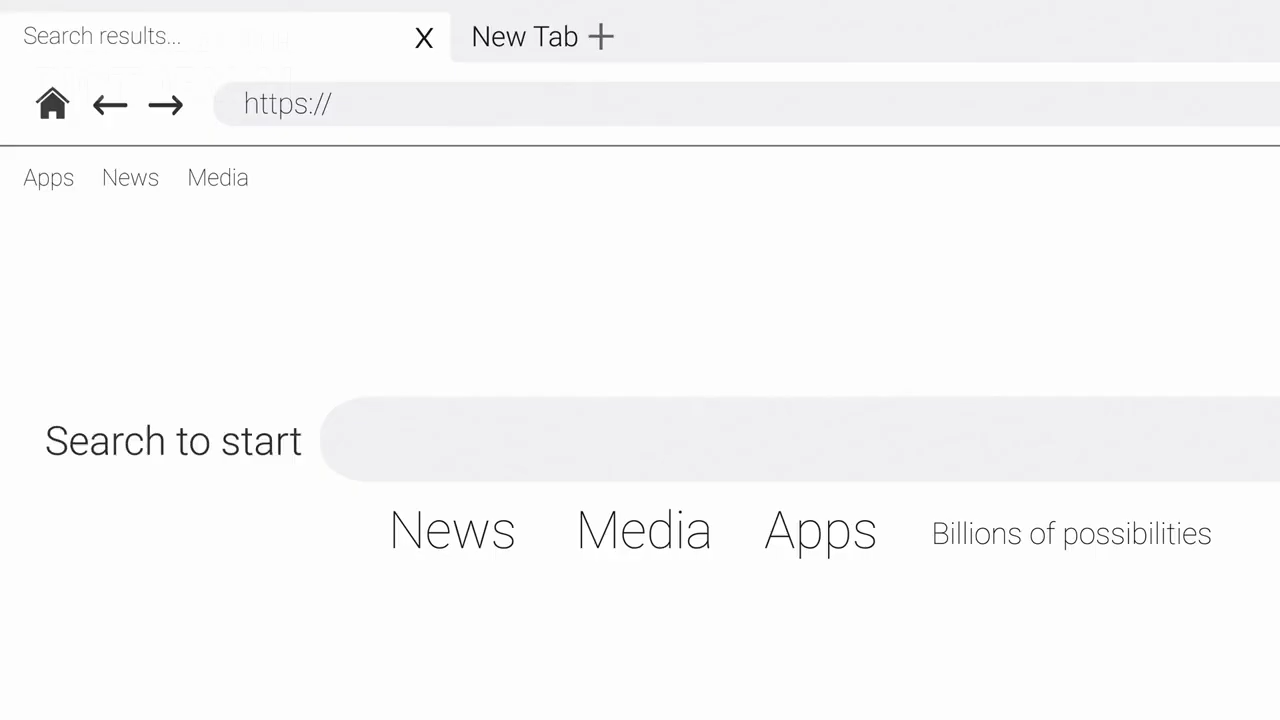 Search results... X New Tab +
https://
Apps News Media
Search to start
News Media Apps Billions of possibilities